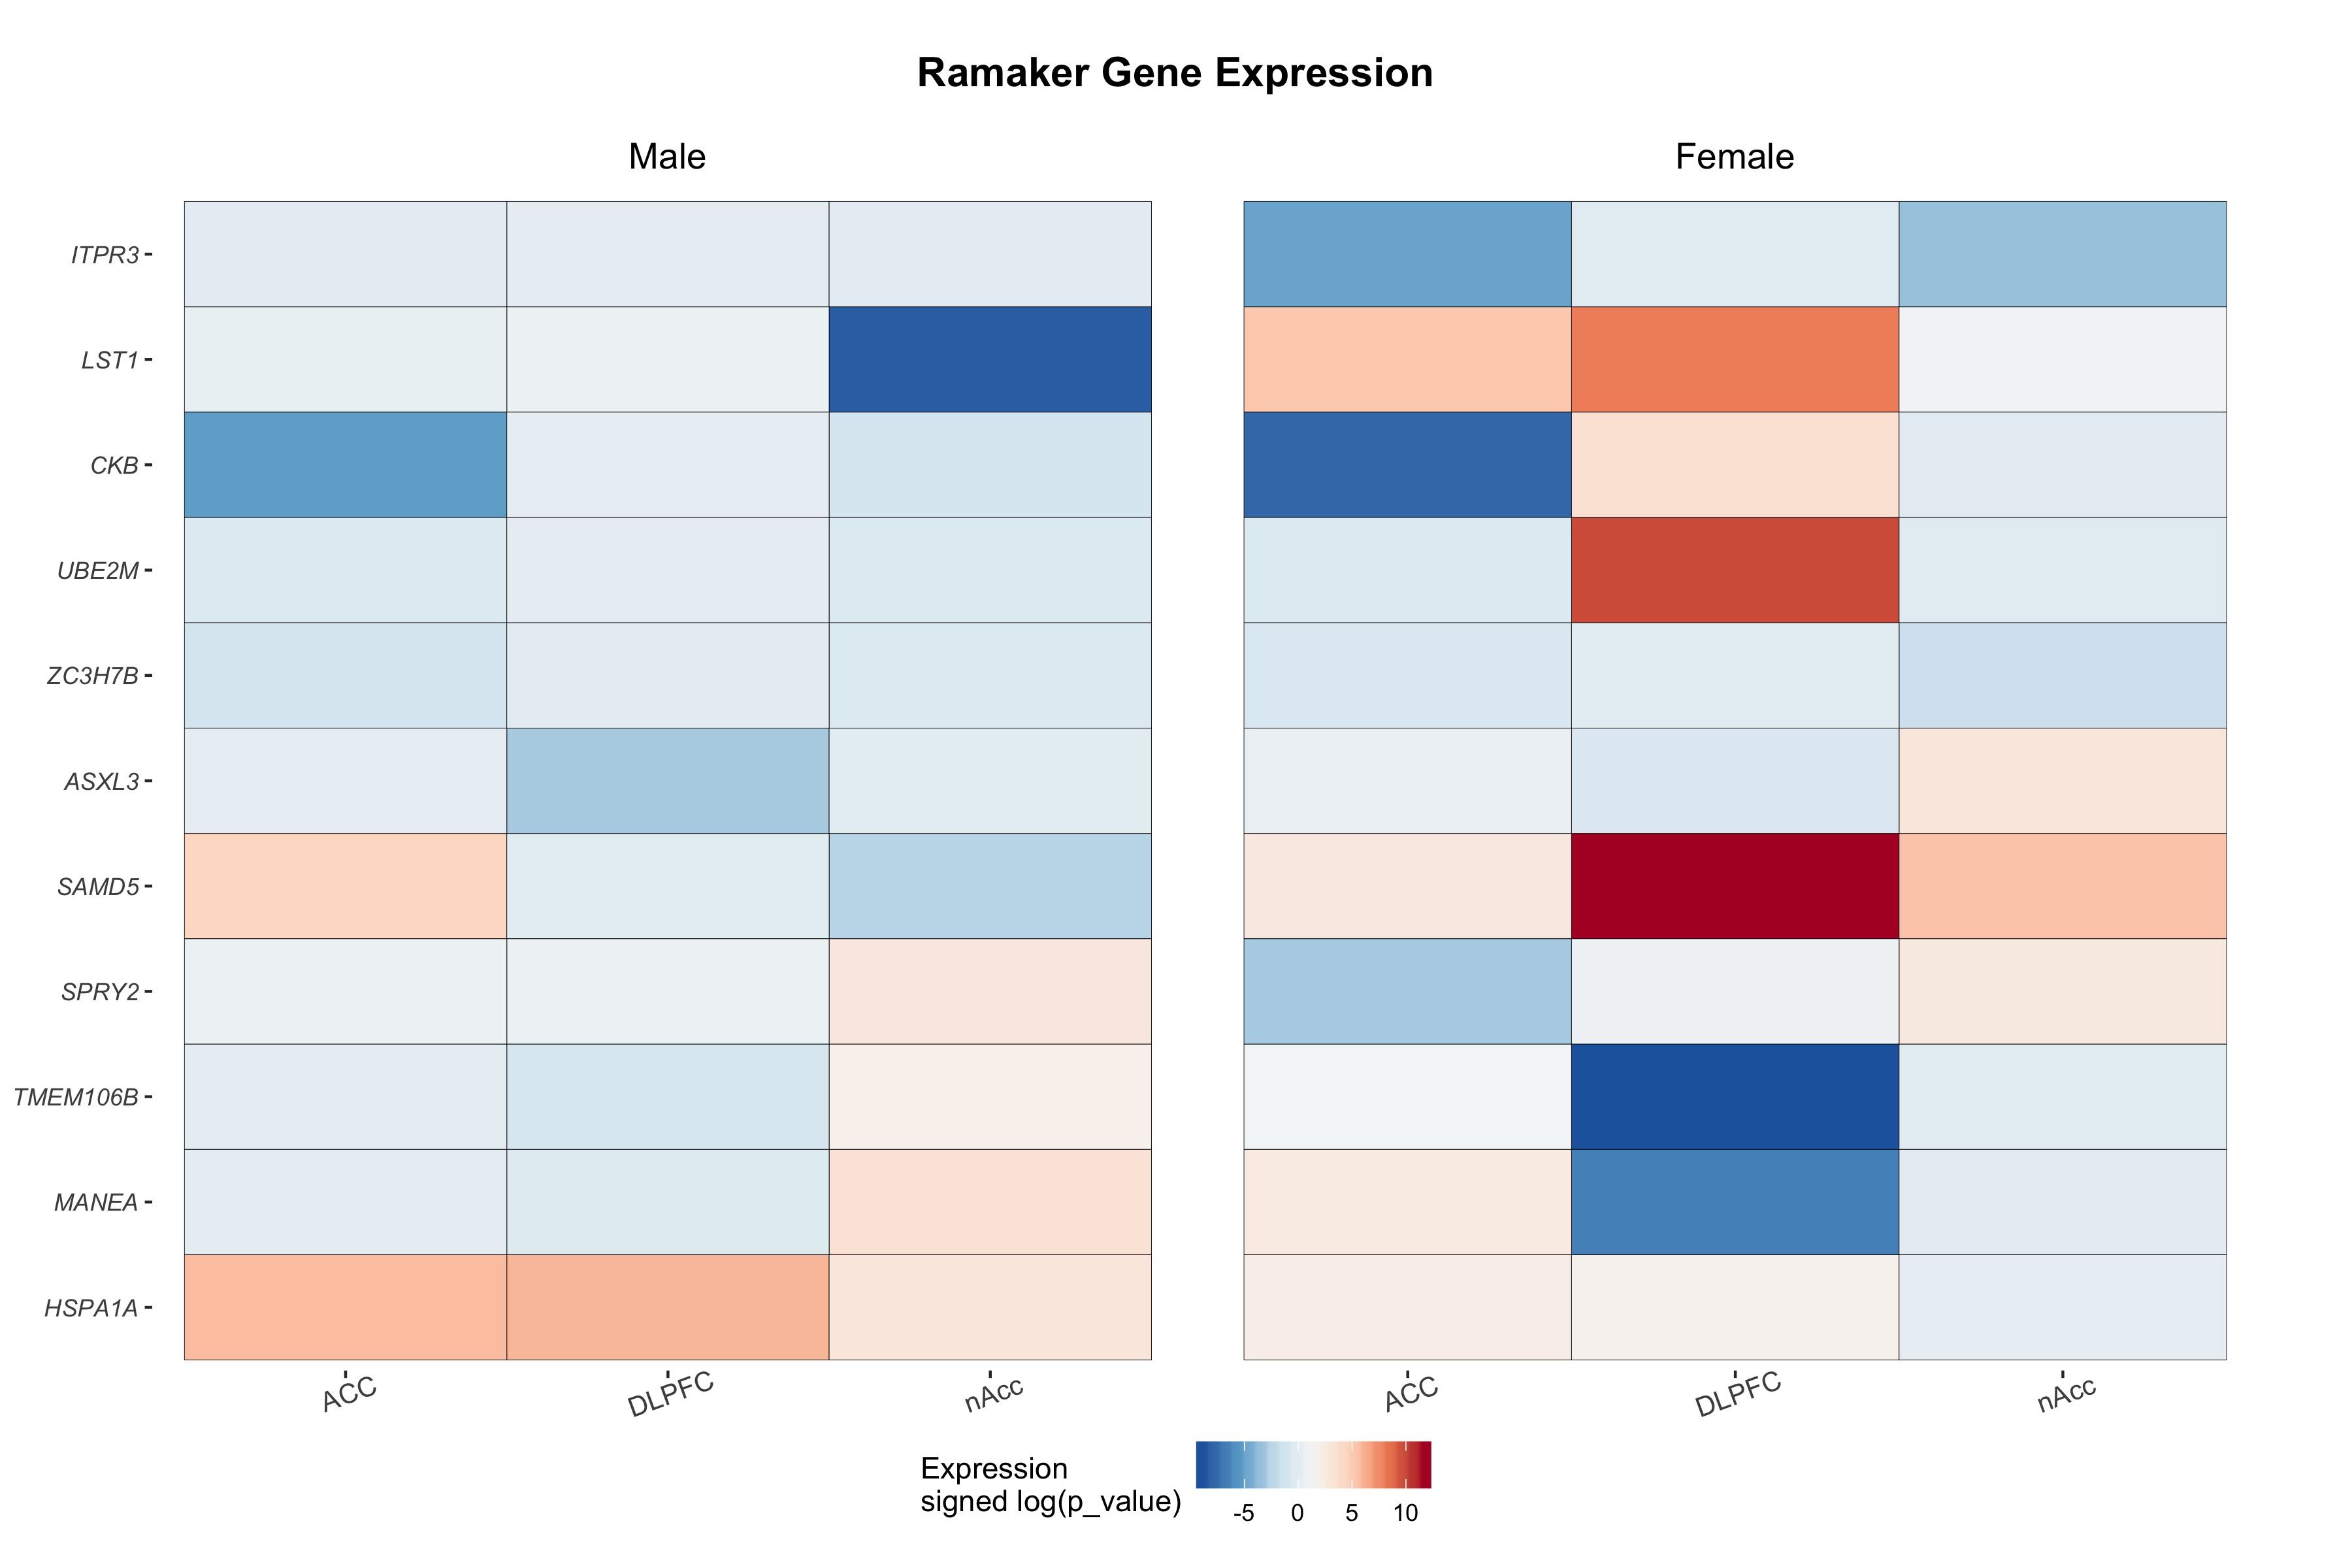 Ramaker Gene Expression
Male
Female
ITPR3
LST1
CKB
UBE2M
ZC3H7B
ASXL3
SAMD5
SPRY2
TMEM106B
MANEA
HSPA1A
ACC DLPFC nAcc
ACC DLPFC nAcc
Expression
signed log(p_value)
-5 0 5 10